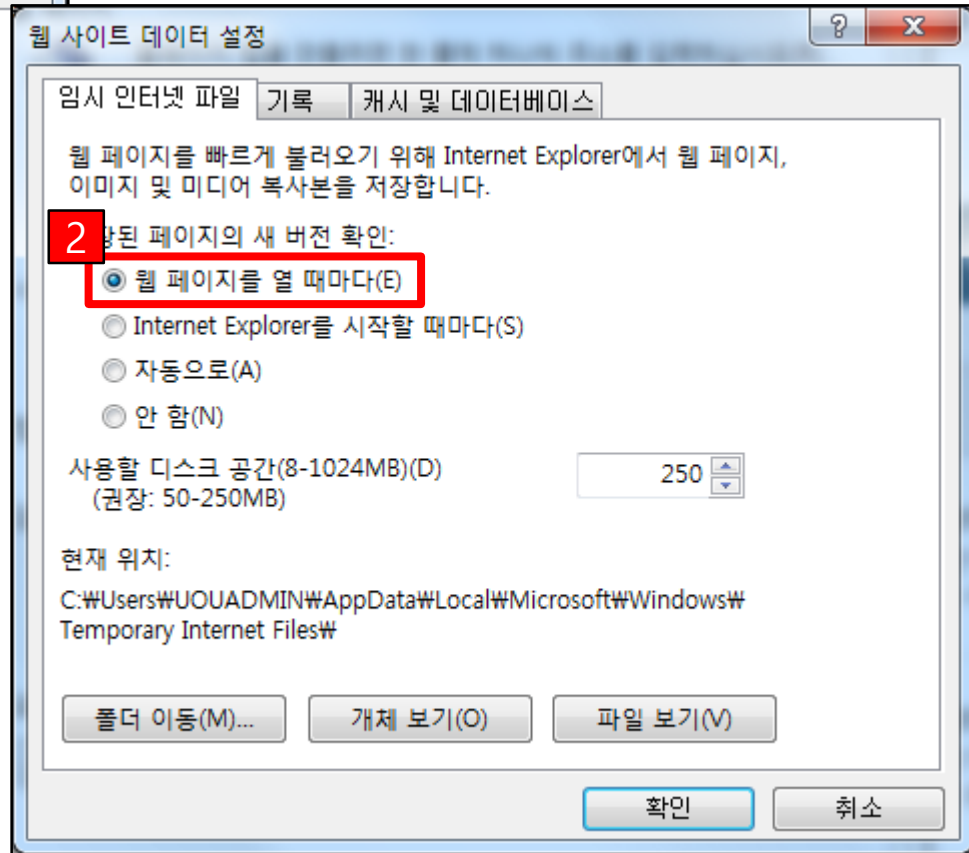 웹 사이트 데이터 설정
임시 인터넷 파일 기록 캐시 및 데이터베이스
웹 페이지를 빠르게 불러오기 위해 Internet Explorer에서 웹 페이지,
이미지 및 미디어 복사본을 저장합니다.
2 장된 페이지의 새 버전 확인:
웹 페이지를 열 때마다(E)
Internet Explorer를 시작할 때마다(S)
자동으로(A)
안 함(N)
사용할 디스크 공간(8-1024MB)(D) 250
(권장: 50-250MB)
현재 위치:
C:₩Users₩UOUADMIN₩AppData₩Local₩Microsoft₩Windows₩
Temporary Internet Files₩
폴더 이동(M)... 개체 보기(O) 파일 보기(V)
확인 취소